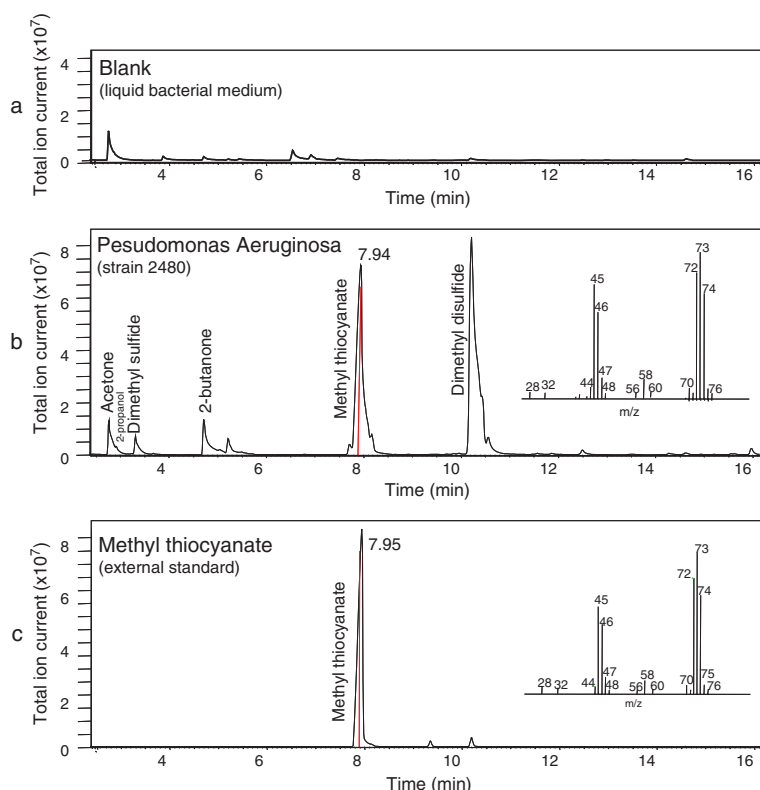 a
Total ion current (x10⁷)
4
2
0
Blank
(liquid bacterial medium)
4
6
8
10
12
14
16
Time (min)
b
Total ion current (x10⁷)
8
6
4
2
0
Pesudomonas Aeruginosa
(strain 2480)
Acetone
2-propanol
Dimethyl sulfide
2-butanone
Methyl thiocyanate
7.94
Dimethyl disulfide
28
32
44
45
46
47
48
56
58
60
70
72
73
74
76
m/z
4
6
8
10
12
14
16
Time (min)
c
Total ion current (x10⁷)
8
6
4
2
0
Methyl thiocyanate
(external standard)
Methyl thiocyanate
7.95
28
32
44
45
46
47
48
56
58
60
70
72
73
74
75
76
m/z
4
6
8
10
12
14
16
Time (min)